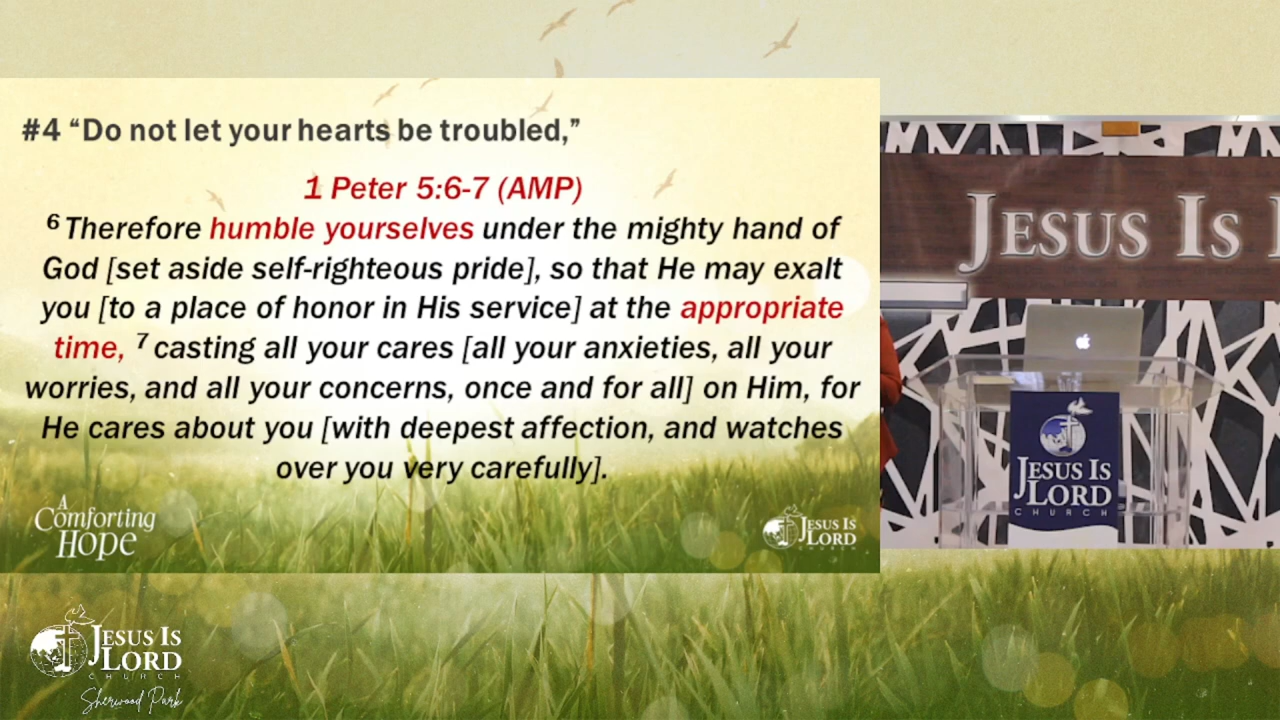 #4 “Do not let your hearts be troubled,”
1 Peter 5:6-7 (AMP)
6 Therefore humble yourselves under the mighty hand of
God [set aside self-righteous pride], so that He may exalt
you [to a place of honor in His service] at the appropriate
time, 7 casting all your cares [all your anxieties, all your
worries, and all your concerns, once and for all] on Him, for
He cares about you [with deepest affection, and watches
over you very carefully].
A
Comforting
Hope
JESUS IS
LORD
CHURCH
JESUS IS
JESUS IS
LORD
CHURCH
JESUS IS
LORD
CHURCH
Sherwood Park